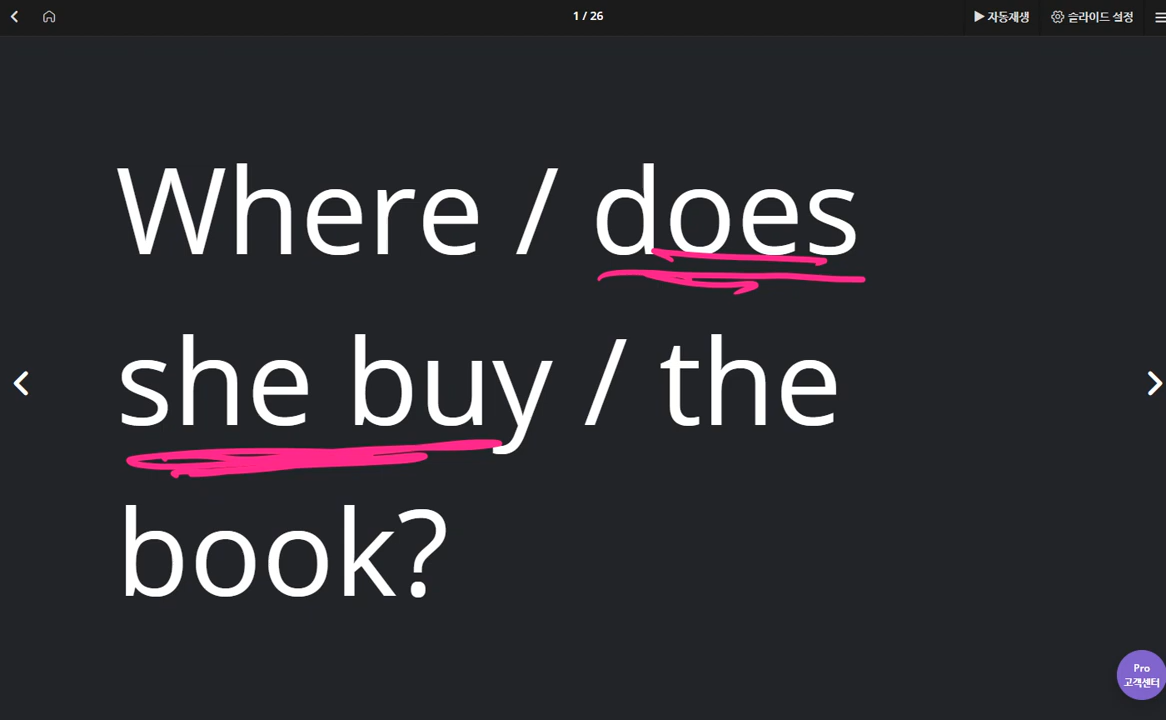 1 / 26
▶ 자동재생
슬라이드 설정
Where / does
she buy / the
book?
Pro
고객센터